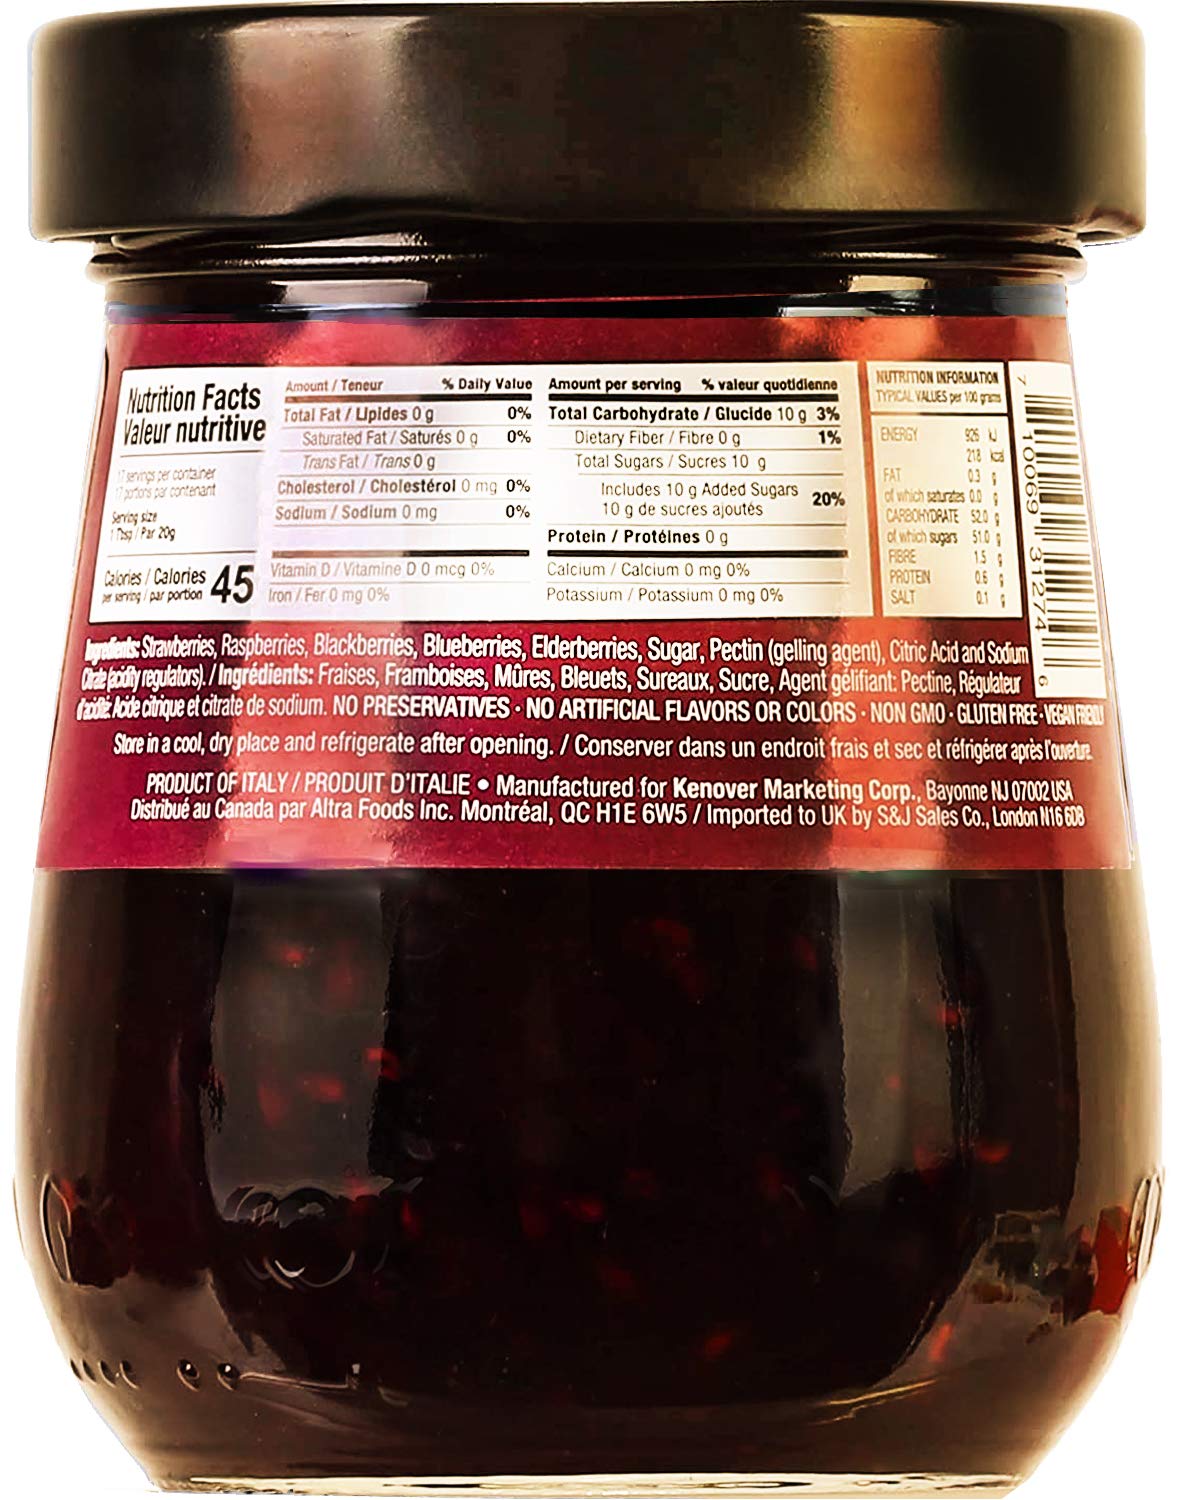 Nutrition Facts
Valeur nutritive
17 servings per container
17 portions par contenant
Serving size
1 Tbsp / Par 20g
Calories / Calories 45
per serving / par portion
Amount / Teneur % Daily Value
Total Fat / Lipides 0 g 0%
Saturated Fat / Saturés 0 g 0%
Trans Fat / Trans 0 g
Cholesterol / Cholestérol 0 mg 0%
Sodium / Sodium 0 mg 0%
Vitamin D / Vitamine D 0 mcg 0%
Iron / Fer 0 mg 0%
Amount per serving % valeur quotidienne
Total Carbohydrate / Glucide 10 g 3%
Dietary Fiber / Fibre 0 g 1%
Total Sugars / Sucres 10 g
Includes 10 g Added Sugars
10 g de sucres ajoutés 20%
Protein / Protéines 0 g
Calcium / Calcium 0 mg 0%
Potassium / Potassium 0 mg 0%
NUTRITION INFORMATION
TYPICAL VALUES per 100 grams
ENERGY 926 kJ
218 kcal
FAT 0.3 g
of which saturates 0.0 g
CARBOHYDRATE 52.0 g
of which sugars 51.0 g
FIBRE 1.5 g
PROTEIN 0.6 g
SALT 0.1 g
7 10069 31274 6
Ingredients: Strawberries, Raspberries, Blackberries, Blueberries, Elderberries, Sugar, Pectin (gelling agent), Citric Acid and Sodium
Citrate (acidity regulators). / Ingrédients: Fraises, Framboises, Mûres, Bleuets, Sureaux, Sucre, Agent gélifiant: Pectine, Régulateur
d'acidité: Acide citrique et citrate de sodium. NO PRESERVATIVES · NO ARTIFICIAL FLAVORS OR COLORS · NON GMO · GLUTEN FREE · VEGAN FRIENDLY
Store in a cool, dry place and refrigerate after opening. / Conserver dans un endroit frais et sec et réfrigérer après l'ouverture.
PRODUCT OF ITALY / PRODUIT D'ITALIE • Manufactured for Kenover Marketing Corp., Bayonne NJ 07002 USA
Distribué au Canada par Altra Foods Inc. Montréal, QC H1E 6W5 / Imported to UK by S&J Sales Co., London N16 6DB